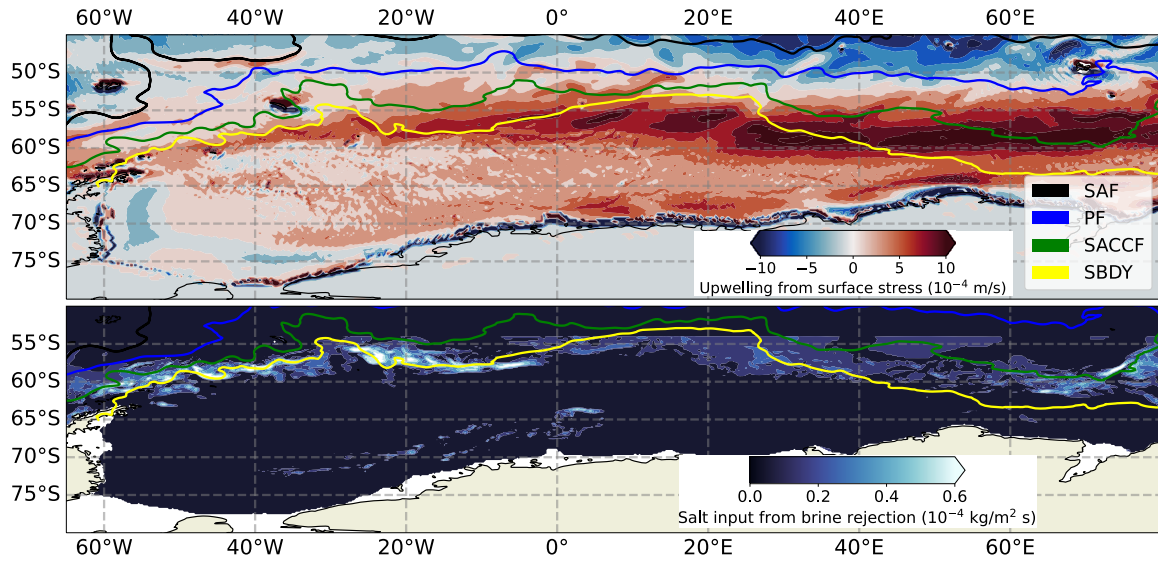 60°W 40°W 20°W 0° 20°E 40°E 60°E
50°S
55°S
60°S
65°S
70°S
75°S
SAF
PF
SACCF
SBDY
−10 −5 0 5 10
Upwelling from surface stress (10⁻⁴ m/s)
55°S
60°S
65°S
70°S
75°S
0.0 0.2 0.4 0.6
Salt input from brine rejection (10⁻⁴ kg/m² s)
60°W 40°W 20°W 0° 20°E 40°E 60°E